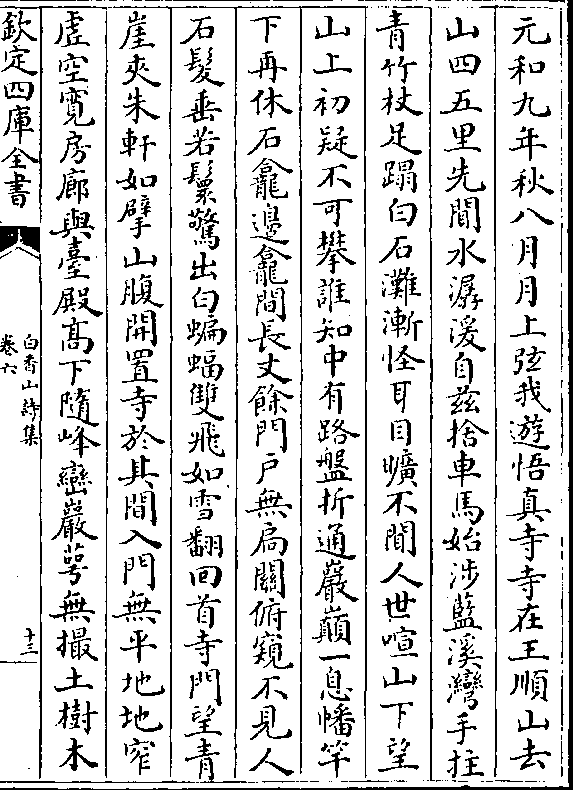 元和九年秋八月月上弦我遊悟真寺寺在王順山去
山四五里先聞水潺湲自兹捨車馬始涉藍溪灣手拄
青竹杖足蹋白石灘漸怪耳目曠不聞人世喧山下望
山上初疑不可攀誰知中有路盤折通巖巔一息幡竿
下再休石龕邊龕間長丈餘門户無扃關俯窺不見人
石髮垂若鬟驚出白蝙蝠雙飛如雪翻回首寺門望青
崖夾朱軒如擘山腹開置寺於其間入門無平地地窄
虚空寛房廊與臺殿高下隨峰巒巖崿無撮土樹木
欽定四庫全書
白香山詩集
卷六
十三